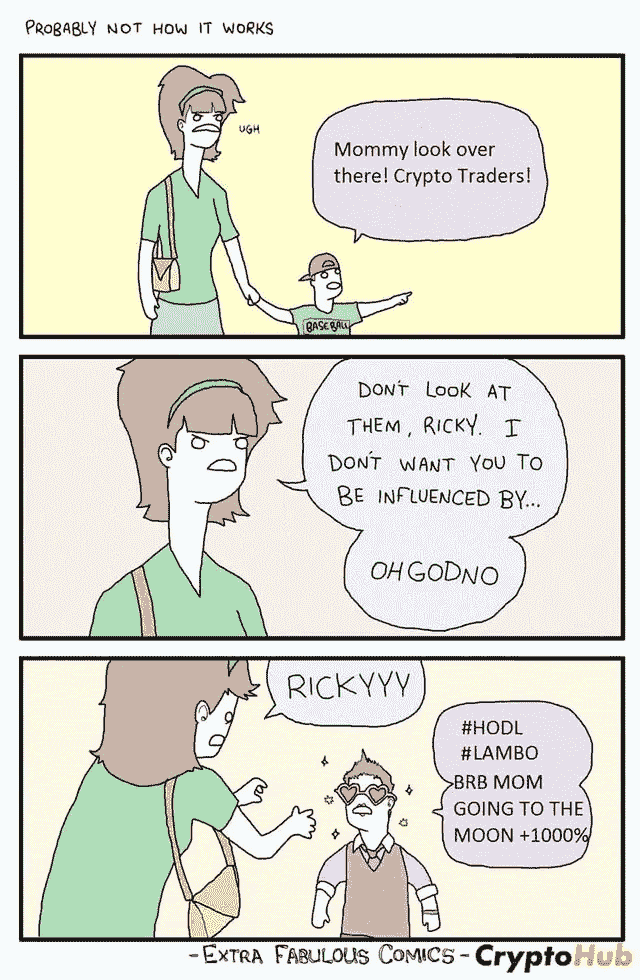 PROBABLY NOT HOW IT WORKS
UGH
Mommy look over
there! Crypto Traders!
BASEBALL
DON'T LOOK AT
THEM, RICKY. I
DON'T WANT YOU TO
BE INFLUENCED BY...
OHGODNO
RICKYYY
#HODL
#LAMBO
BRB MOM
GOING TO THE
MOON +1000%
-EXTRA FABULOUS COMICS- CryptoHub